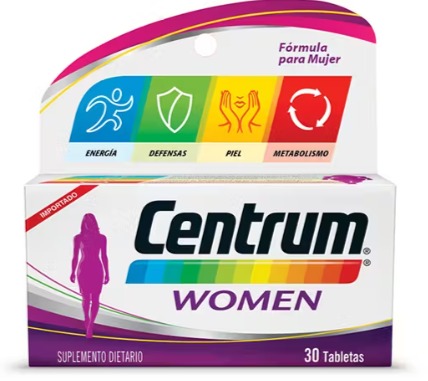 Fórmula
para Mujer
ENERGÍA DEFENSAS PIEL METABOLISMO
IMPORTADO
Centrum®
®
WOMEN
SUPLEMENTO DIETARIO 30 Tabletas